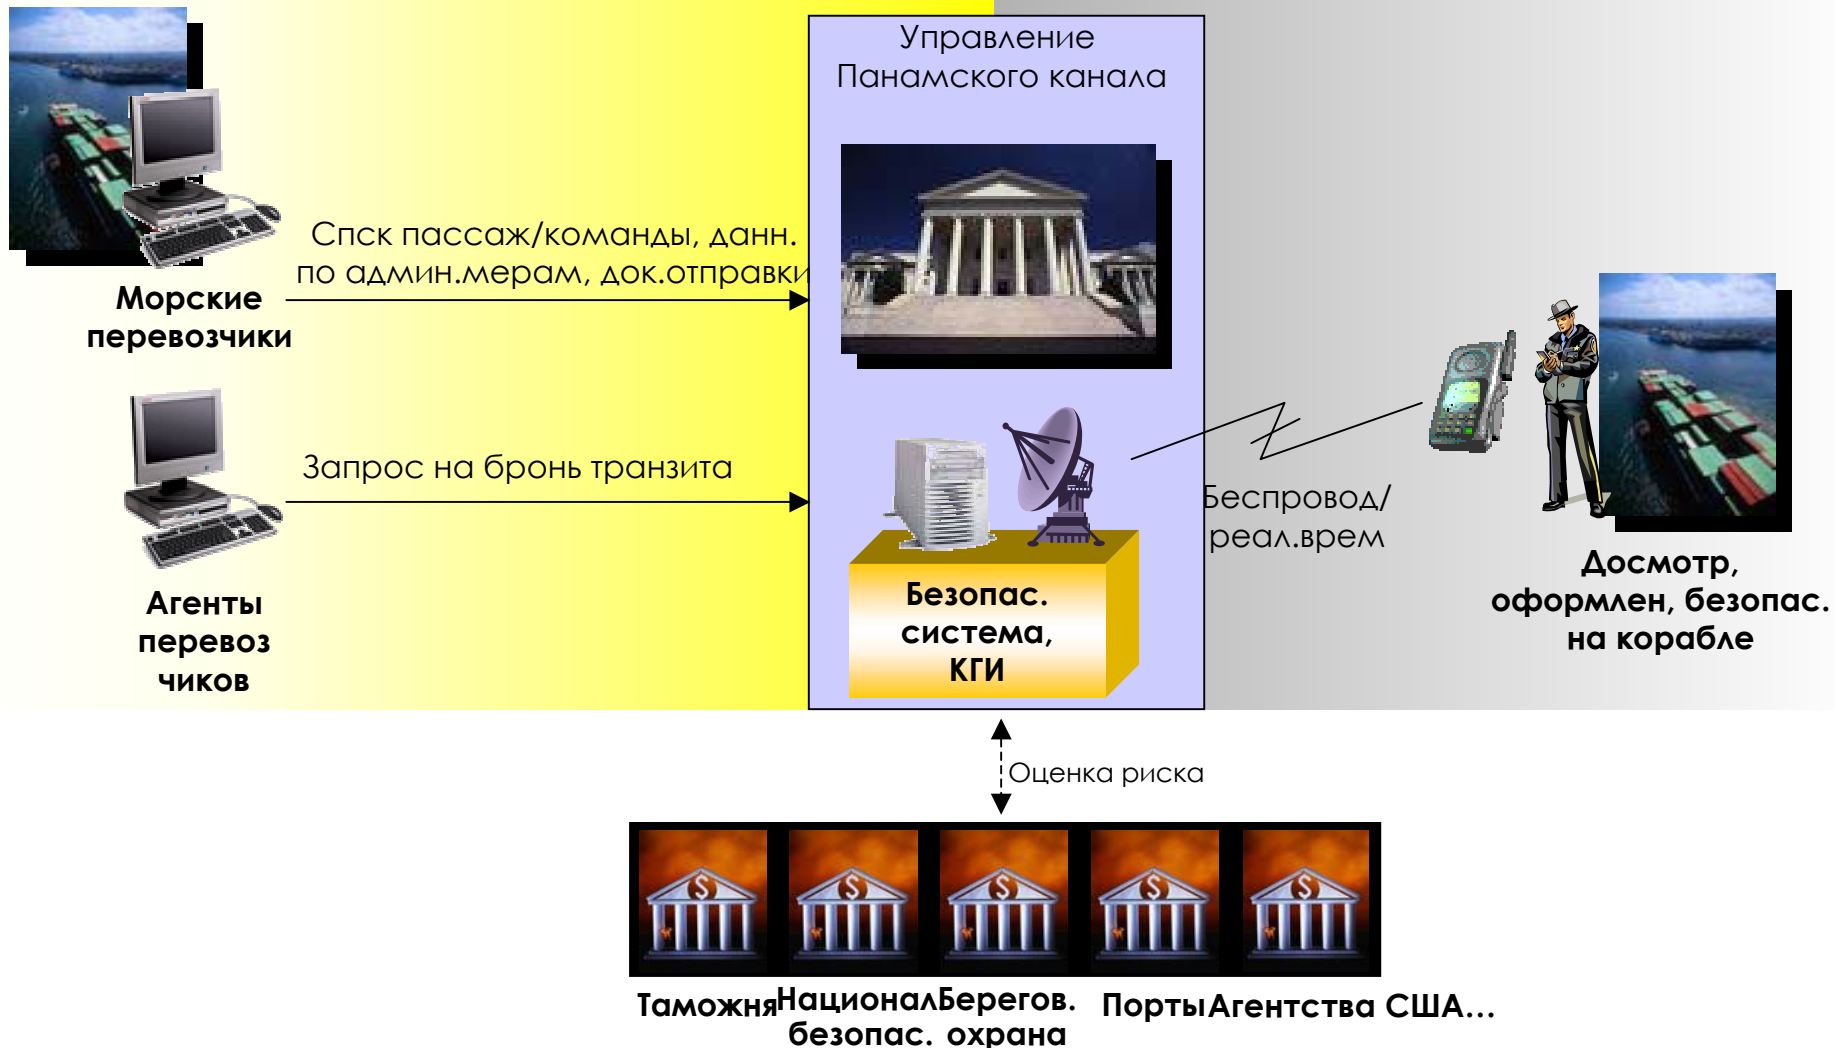 Управление
Панамского канала
Спск пассаж/команды, данн.
по админ.мерам, док.отправки
Морские
перевозчики
Запрос на бронь транзита
Агенты
перевоз
чиков
Безопас.
система,
КГИ
Беспровод/
реал.врем
Досмотр,
оформлен, безопас.
на корабле
Оценка риска
Таможня
Национал.
безопас.
Берегов.
охрана
Порты
Агентства США...